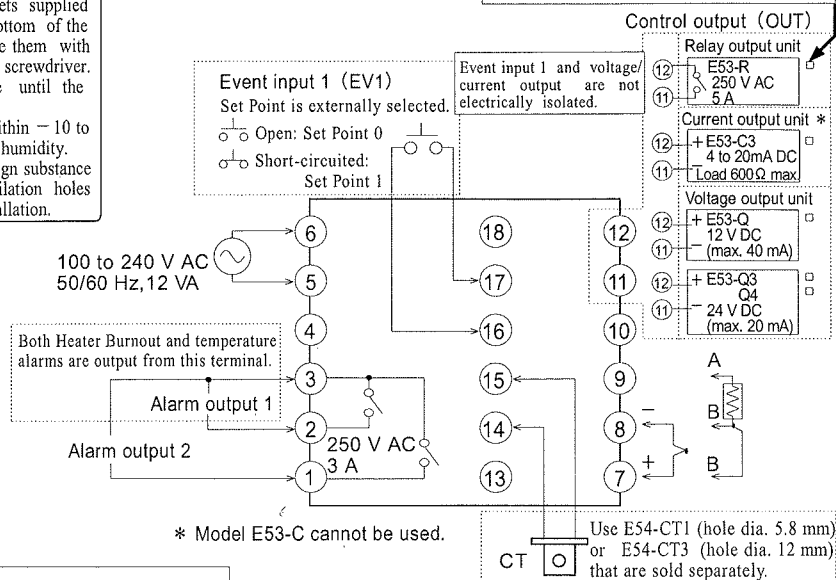 ets supplied
ottom of the
e them with
screwdriver.
e until the
ithin − 10 to
humidity.
gn substance
ilation holes
allation.
Control output (OUT)
Relay output unit
⑫ E53-R
250 V AC
⑪ 5 A
Current output unit *
⑫ + E53-C3
4 to 20mA DC
⑪ − Load 600Ω max.
Voltage output unit
⑫ + E53-Q
12 V DC
⑪ − (max. 40 mA)
⑫ + E53-Q3
Q4
⑪ − 24 V DC
(max. 20 mA)
Event input 1 (EV1)
Set Point is externally selected.
Open: Set Point 0
Short-circuited:
Set Point 1
Event input 1 and voltage/
current output are not
electrically isolated.
100 to 240 V AC
50/60 Hz,12 VA
Both Heater Burnout and temperature
alarms are output from this terminal.
Alarm output 1
Alarm output 2
250 V AC
3 A
6 18 12
5 17 11
4 16 10
3 15 9
2 14 8
1 13 7
−
+
A
B
B
* Model E53-C cannot be used.
CT
Use E54-CT1 (hole dia. 5.8 mm)
or E54-CT3 (hole dia. 12 mm)
that are sold separately.